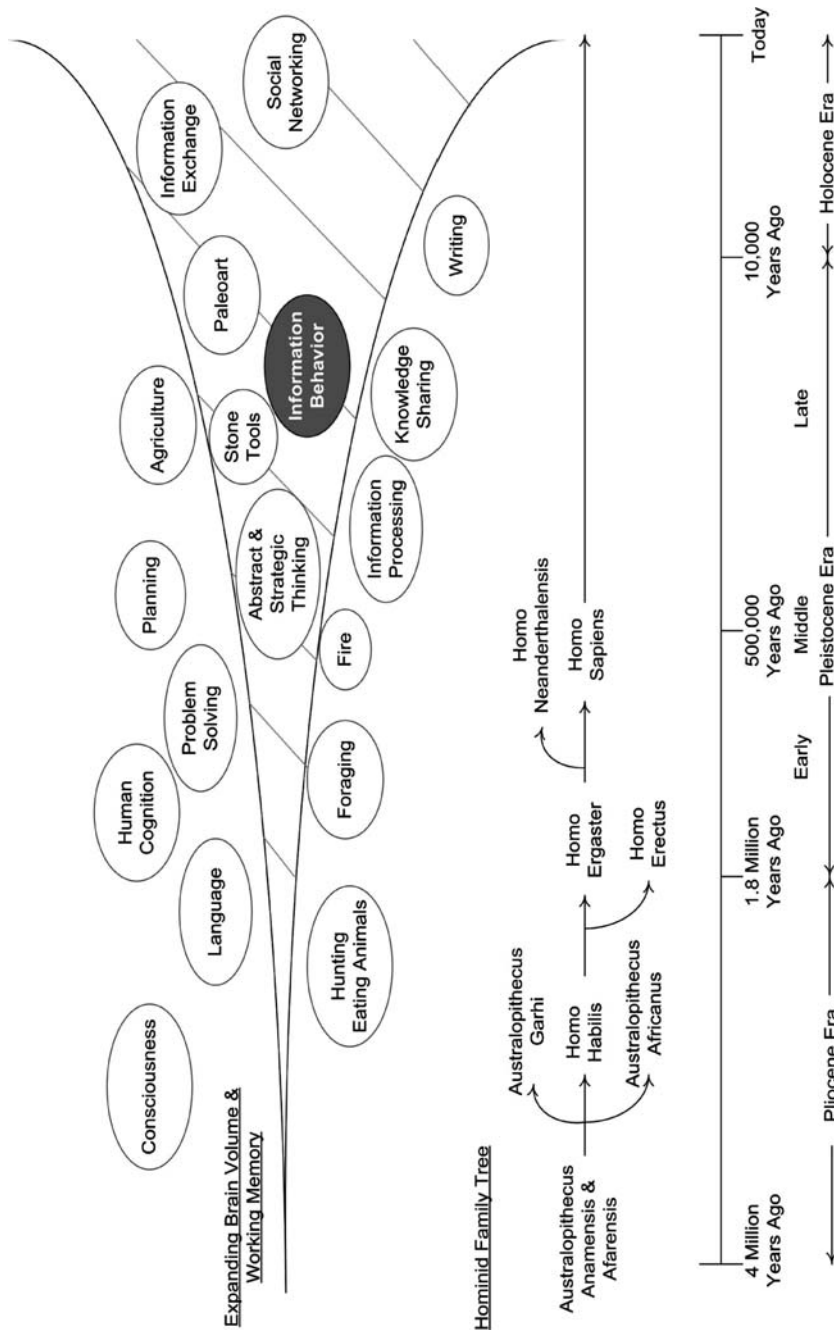 Consciousness
Language
Human
Cognition
Problem
Solving
Planning
Agriculture
Paleoart
Information
Exchange
Social
Networking
Stone
Tools
Abstract &
Strategic
Thinking
Information
Behavior
Hunting
Eating Animals
Foraging
Fire
Information
Processing
Knowledge
Sharing
Writing
Expanding Brain Volume &
Working Memory
Hominid Family Tree
Australopithecus
Anamensis &
Afarensis
Australopithecus
Garhi
Homo
Habilis
Australopithecus
Africanus
Homo
Ergaster
Homo
Erectus
Homo
Neanderthalensis
Homo
Sapiens
4 Million
Years Ago
1.8 Million
Years Ago
500,000
Years Ago
10,000
Years Ago
Today
Early
Middle
Late
Pliocene Era
Pleistocene Era
Holocene Era